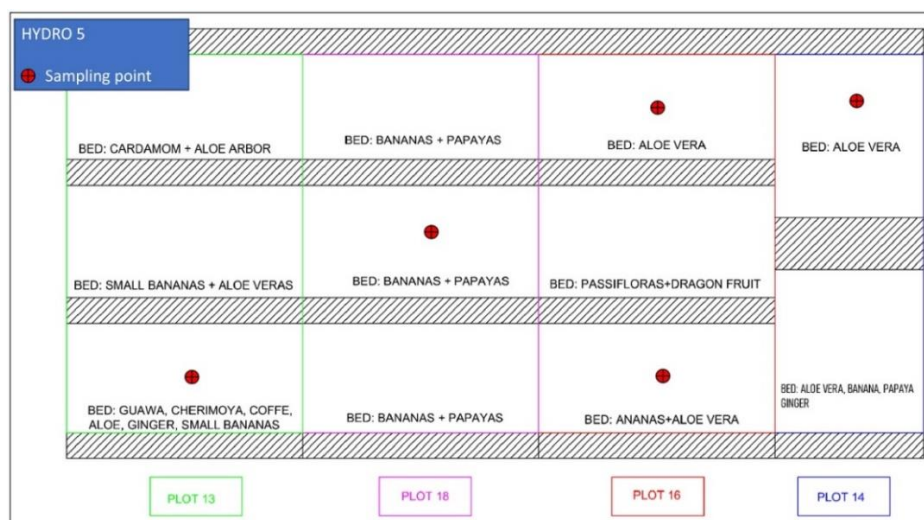 HYDRO 5
Sampling point
BED: CARDAMOM + ALOE ARBOR
BED: BANANAS + PAPAYAS
BED: ALOE VERA
BED: ALOE VERA
BED: SMALL BANANAS + ALOE VERAS
BED: BANANAS + PAPAYAS
BED: PASSIFLORAS+DRAGON FRUIT
BED: GUAWA, CHERIMOYA, COFFE,
ALOE, GINGER, SMALL BANANAS
BED: BANANAS + PAPAYAS
BED: ANANAS+ALOE VERA
BED: ALOE VERA, BANANA, PAPAYA
GINGER
PLOT 13
PLOT 18
PLOT 16
PLOT 14